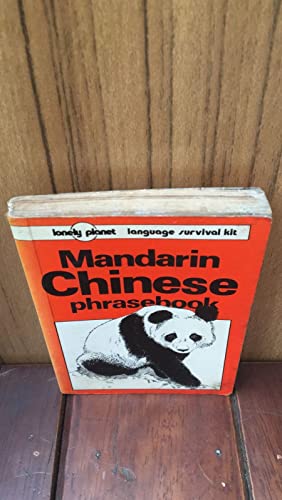 lonely planet language survival kit
Mandarin
Chinese
phrasebook